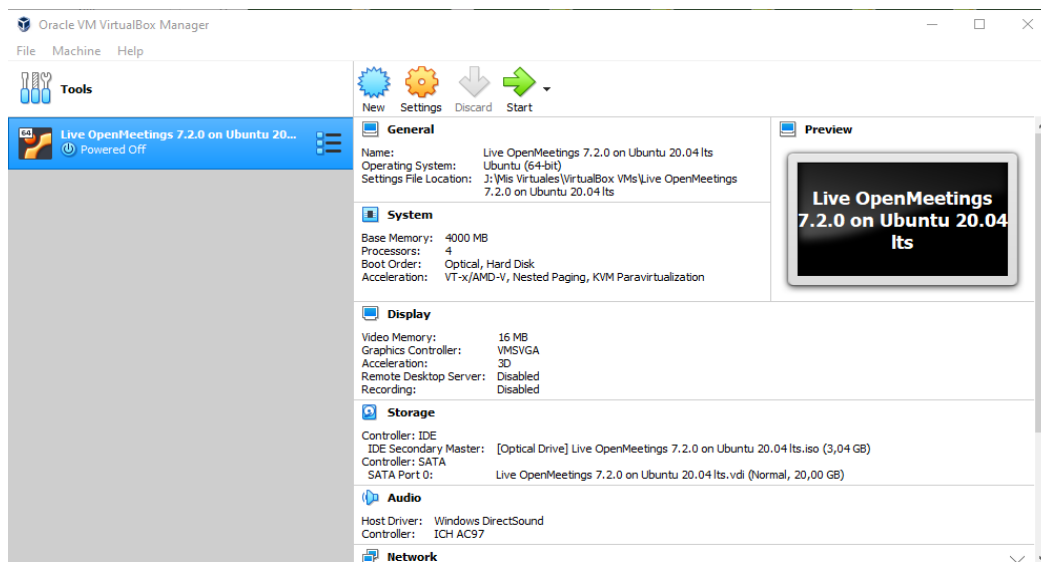 Oracle VM VirtualBox Manager
File Machine Help
Tools
New Settings Discard Start
64
Live OpenMeetings 7.2.0 on Ubuntu 20...
Powered Off
General
Name: Live OpenMeetings 7.2.0 on Ubuntu 20.04 lts
Operating System: Ubuntu (64-bit)
Settings File Location: J:\Mis Virtuales\VirtualBox VMs\Live OpenMeetings
7.2.0 on Ubuntu 20.04 lts
Preview
Live OpenMeetings
7.2.0 on Ubuntu 20.04
lts
System
Base Memory: 4000 MB
Processors: 4
Boot Order: Optical, Hard Disk
Acceleration: VT-x/AMD-V, Nested Paging, KVM Paravirtualization
Display
Video Memory: 16 MB
Graphics Controller: VMSVGA
Acceleration: 3D
Remote Desktop Server: Disabled
Recording: Disabled
Storage
Controller: IDE
IDE Secondary Master: [Optical Drive] Live OpenMeetings 7.2.0 on Ubuntu 20.04 lts.iso (3,04 GB)
Controller: SATA
SATA Port 0: Live OpenMeetings 7.2.0 on Ubuntu 20.04 lts.vdi (Normal, 20,00 GB)
Audio
Host Driver: Windows DirectSound
Controller: ICH AC97
Network